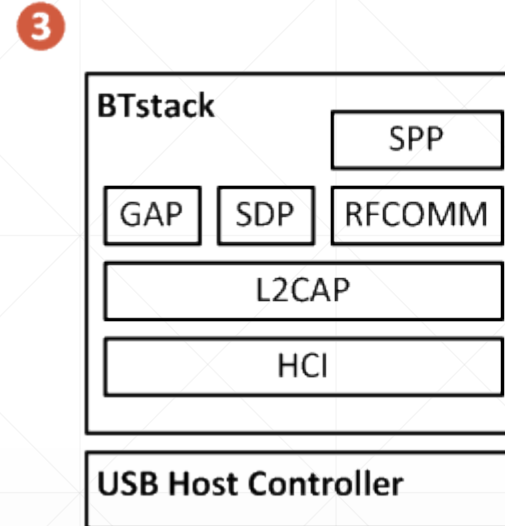 3
BTstack
SPP
GAP SDP RFCOMM
L2CAP
HCI
USB Host Controller